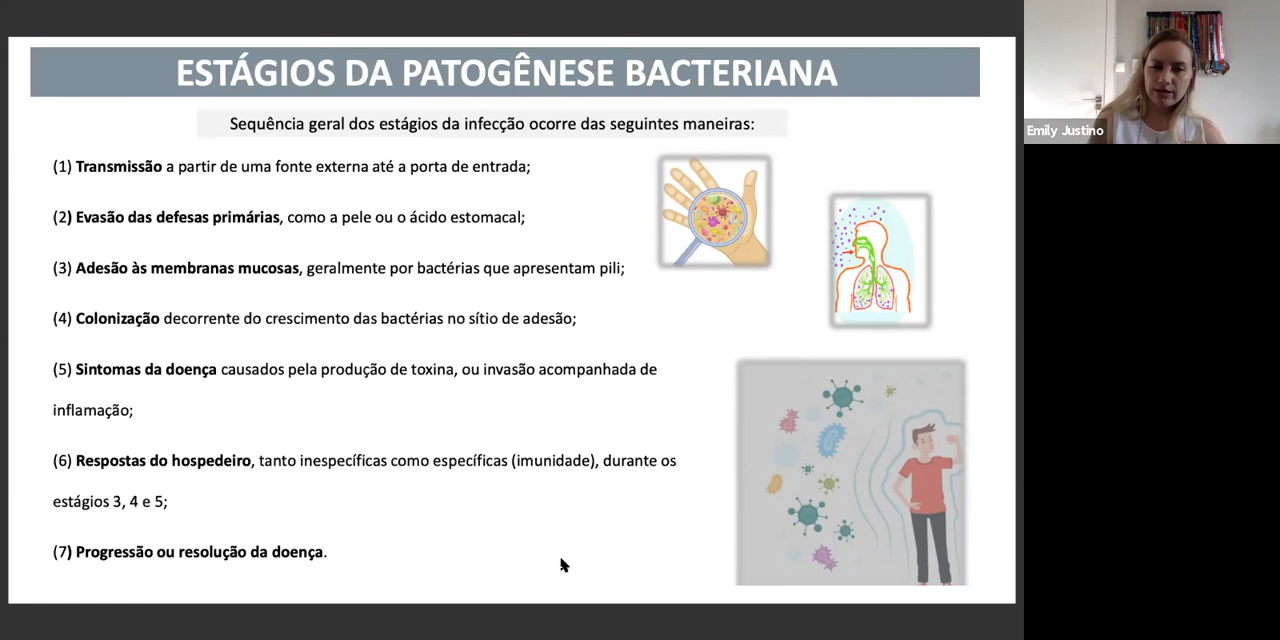 ESTÁGIOS DA PATOGÊNESE BACTERIANA
Sequência geral dos estágios da infecção ocorre das seguintes maneiras:
(1) Transmissão a partir de uma fonte externa até a porta de entrada;
(2) Evasão das defesas primárias, como a pele ou o ácido estomacal;
(3) Adesão às membranas mucosas, geralmente por bactérias que apresentam pili;
(4) Colonização decorrente do crescimento das bactérias no sítio de adesão;
(5) Sintomas da doença causados pela produção de toxina, ou invasão acompanhada de
inflamação;
(6) Respostas do hospedeiro, tanto inespecíficas como específicas (imunidade), durante os
estágios 3, 4 e 5;
(7) Progressão ou resolução da doença.
Emily Justino